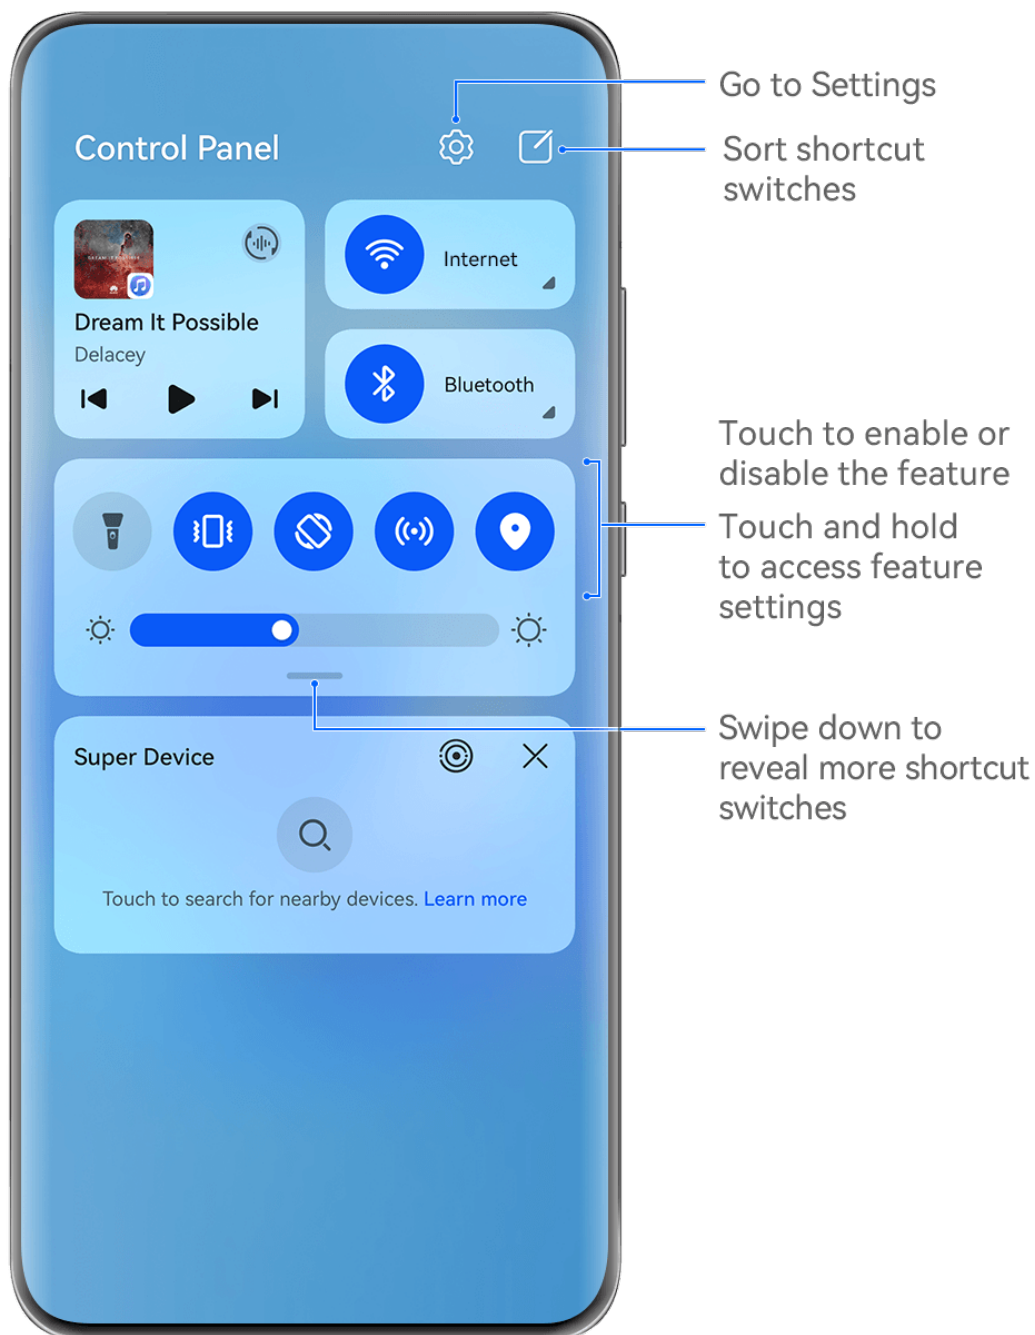 Control Panel
Go to Settings
Sort shortcut
switches
Dream It Possible
Delacey
Internet
Bluetooth
Touch to enable or
disable the feature
Touch and hold
to access feature
settings
Swipe down to
reveal more shortcut
switches
Super Device
Touch to search for nearby devices. Learn more